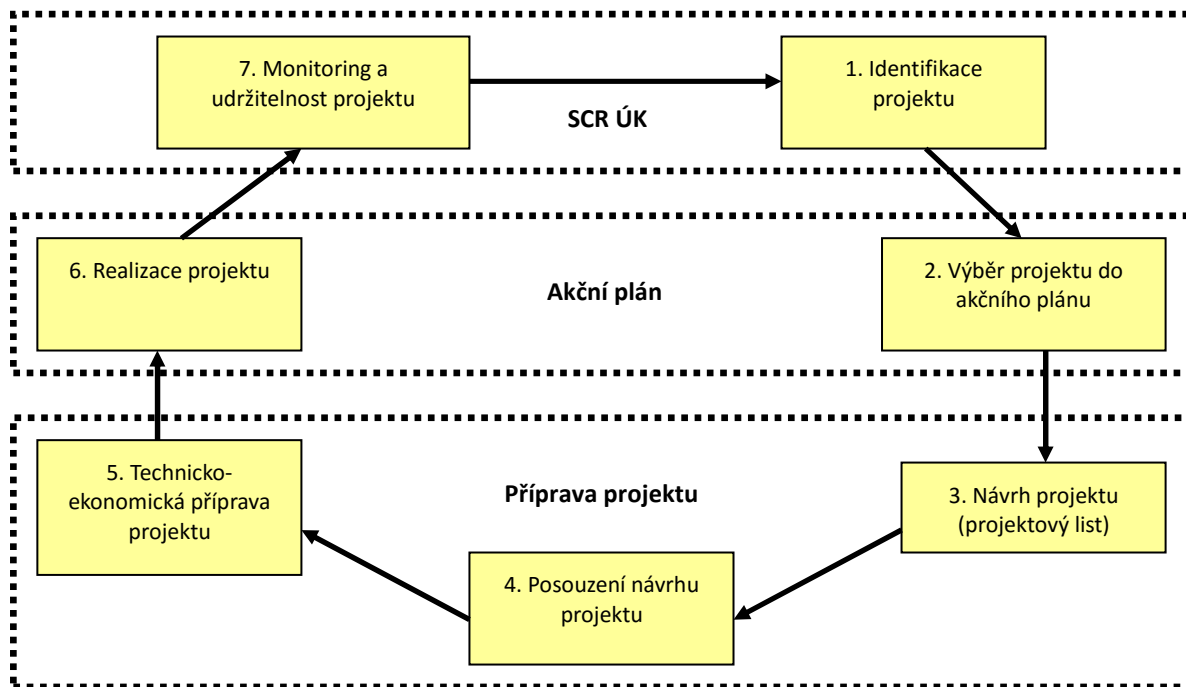 7. Monitoring a
udržitelnost projektu
1. Identifikace
projektu
SCR ÚK
6. Realizace projektu
Akční plán
2. Výběr projektu do
akčního plánu
5. Technicko-
ekonomická příprava
projektu
Příprava projektu
3. Návrh projektu
(projektový list)
4. Posouzení návrhu
projektu